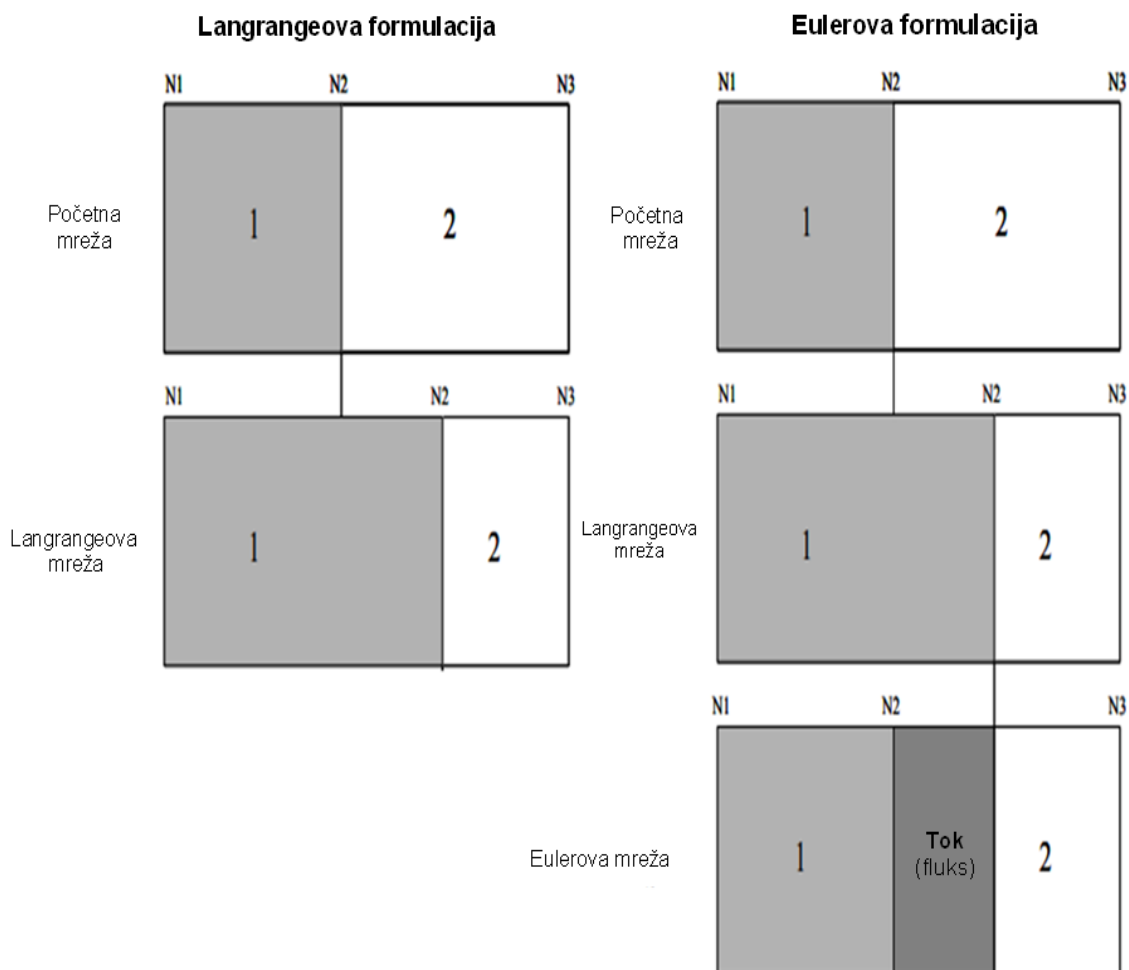 Langrangeova formulacija
Eulerova formulacija
N1 N2 N3
N1 N2 N3
Početna
mreža
1 2
Početna
mreža
1 2
N1 N2 N3
N1 N2 N3
Langrangeova
mreža
1 2
Langrangeova
mreža
1 2
N1 N2 N3
Eulerova mreža
1
Tok
(fluks)
2